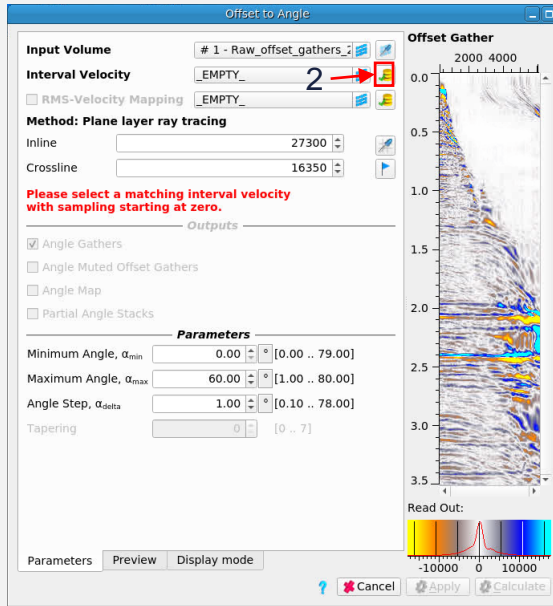 Offset to Angle
Input Volume # 1 - Raw_offset_gathers_2
Interval Velocity _EMPTY_ 2
RMS-Velocity Mapping _EMPTY_
Method: Plane layer ray tracing
Inline 27300
Crossline 16350
Please select a matching interval velocity
with sampling starting at zero.
Outputs
Angle Gathers
Angle Muted Offset Gathers
Angle Map
Partial Angle Stacks
Parameters
Minimum Angle, αmin 0.00 ° [0.00 .. 79.00]
Maximum Angle, αmax 60.00 ° [1.00 .. 80.00]
Angle Step, αdelta 1.00 ° [0.10 .. 78.00]
Tapering 0 [0 .. 7]
Parameters Preview Display mode
Offset Gather
2000 4000
0.0
0.5
1.0
1.5
2.0
2.5
3.0
3.5
Read Out:
-10000 0 10000
? Cancel Apply Calculate